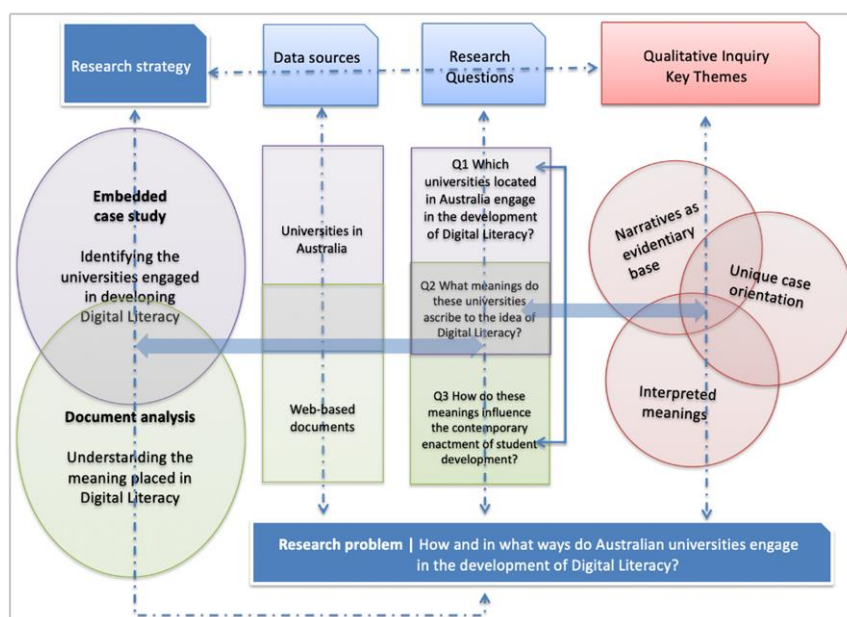 Research strategy
Data sources
Research
Questions
Qualitative Inquiry
Key Themes
Embedded
case study
Identifying the
universities engaged
in developing
Digital Literacy
Document analysis
Understanding the
meaning placed in
Digital Literacy
Universities in
Australia
Web-based
documents
Q1 Which
universities located
in Australia engage
in the development
of Digital Literacy?
Q2 What meanings do
these universities
ascribe to the idea of
Digital Literacy?
Q3 How do these
meanings influence
the contemporary
enactment of student
development?
Narratives as
evidentiary
base
Unique case
orientation
Interpreted
meanings
Research problem | How and in what ways do Australian universities engage
in the development of Digital Literacy?